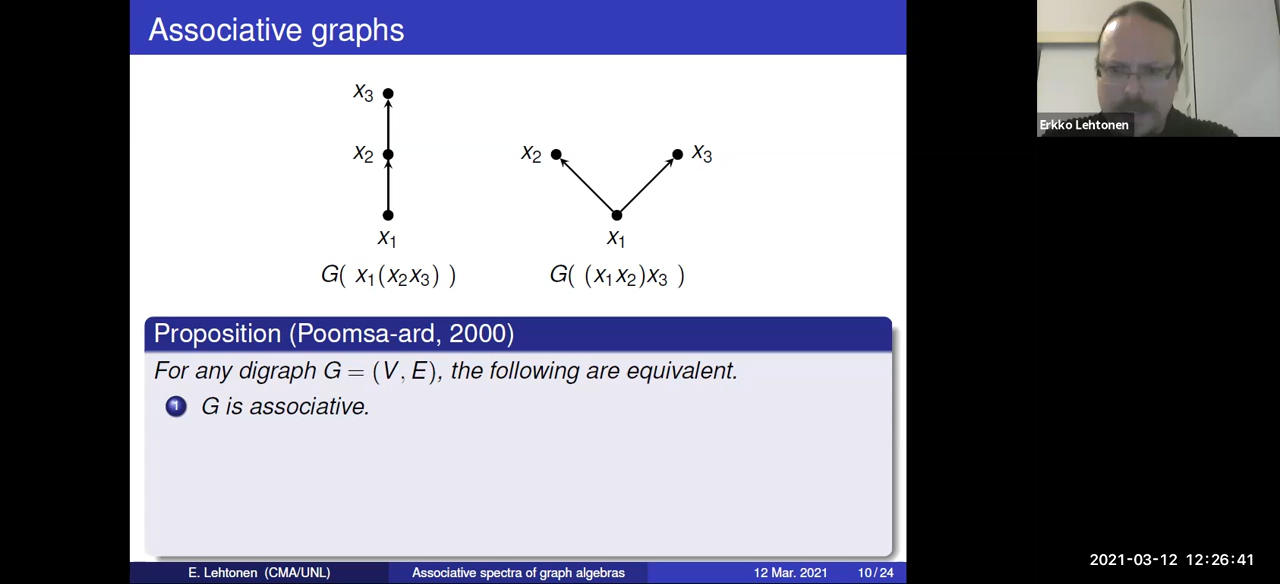 Associative graphs
x₃
x₂
x₁
G( x₁(x₂x₃) )
x₂
x₃
x₁
G( (x₁x₂)x₃ )
Proposition (Poomsa-ard, 2000)
For any digraph G = (V, E), the following are equivalent.
1 G is associative.
E. Lehtonen (CMA/UNL)
Associative spectra of graph algebras
12 Mar. 2021
10/24
Erkko Lehtonen
2021-03-12 12:26:41